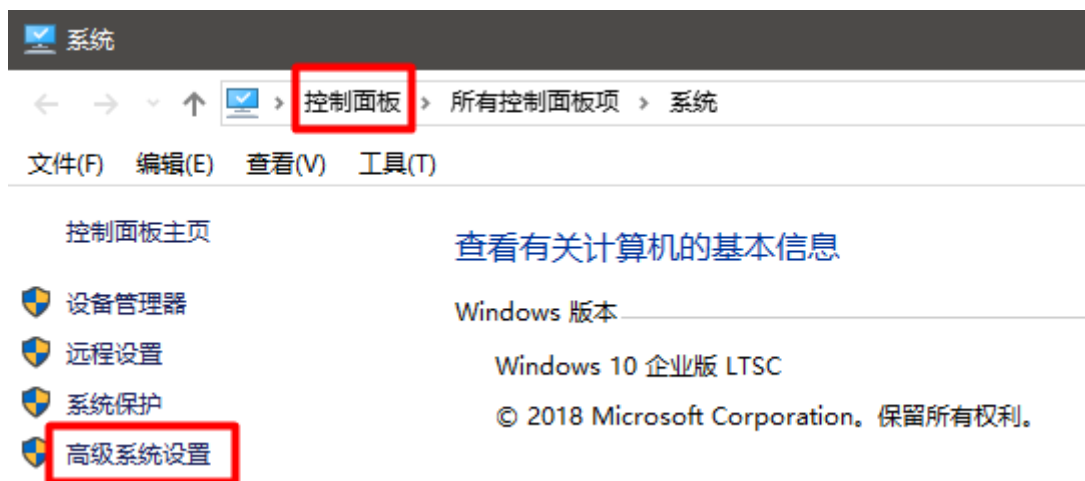 系统
控制面板 > 所有控制面板项 > 系统
文件(F) 编辑(E) 查看(V) 工具(T)
控制面板主页
查看有关计算机的基本信息
设备管理器
Windows 版本
远程设置
Windows 10 企业版 LTSC
系统保护
© 2018 Microsoft Corporation。保留所有权利。
高级系统设置